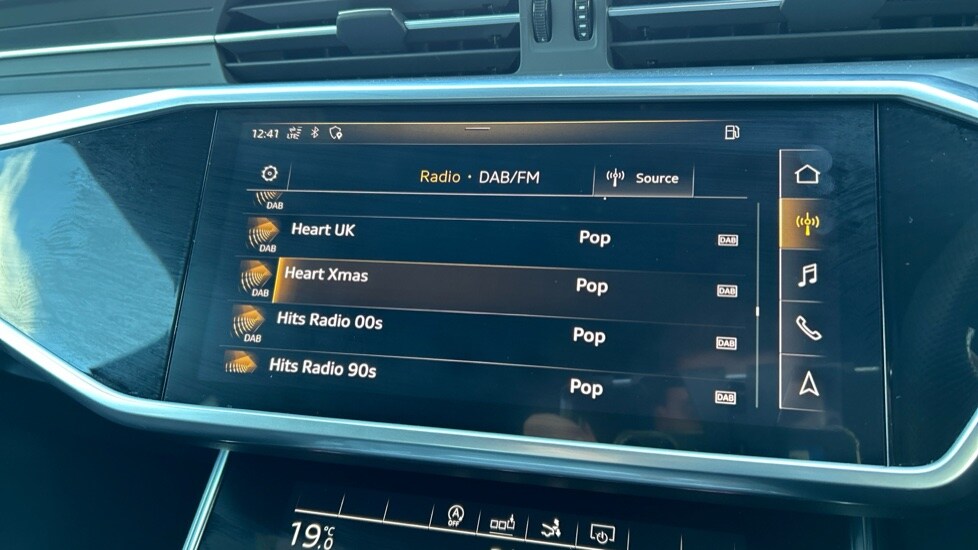 12:41 LTE
Radio · DAB/FM Source
DAB
Heart UK Pop DAB
DAB
Heart Xmas Pop DAB
DAB
Hits Radio 00s Pop DAB
DAB
Hits Radio 90s Pop DAB
A OFF
19.0 °C